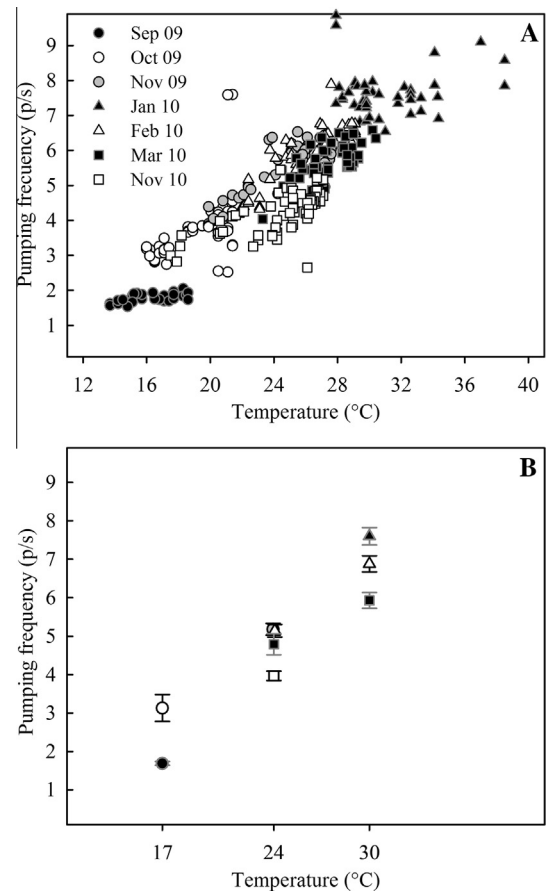 A
Sep 09
Oct 09
Nov 09
Jan 10
Feb 10
Mar 10
Nov 10
9
8
7
6
5
4
3
2
1
Pumping frecuency (p/s)
12 16 20 24 28 32 36 40
Temperature (°C)
B
9
8
7
6
5
4
3
2
1
Pumping frequency (p/s)
17 24 30
Temperature (°C)